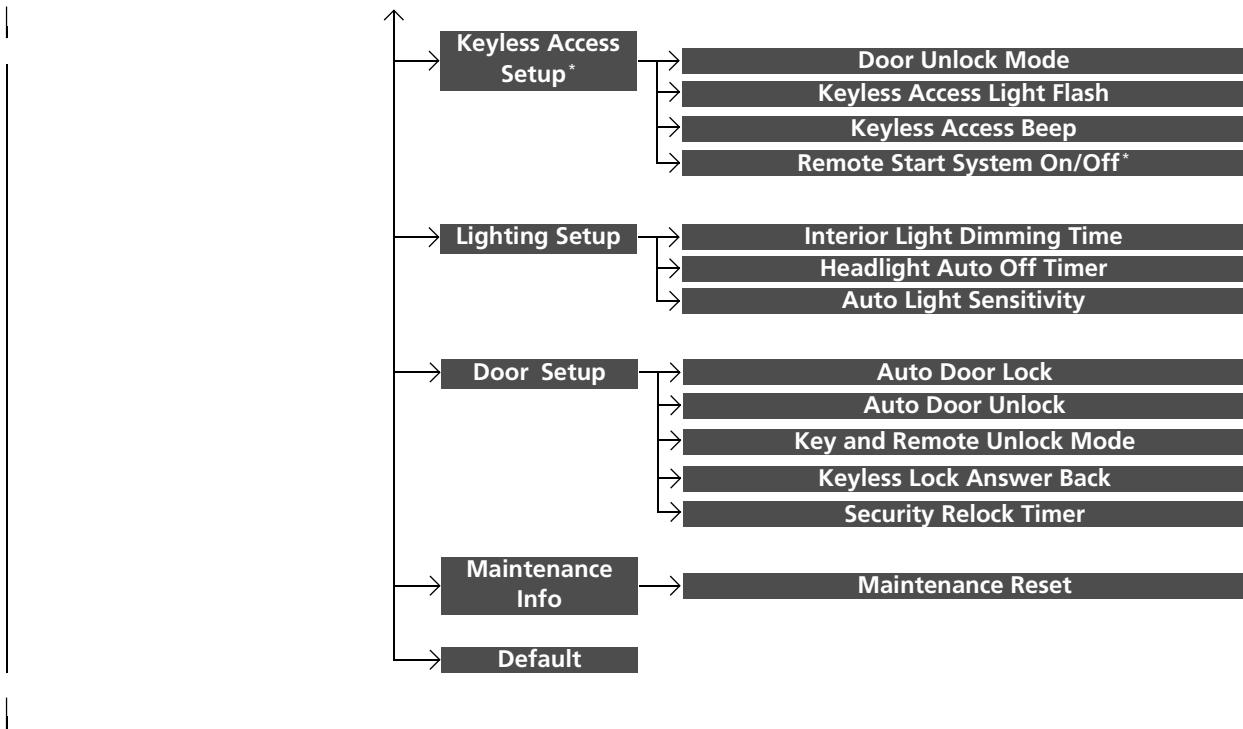 Keyless Access
Setup*
Door Unlock Mode
Keyless Access Light Flash
Keyless Access Beep
Remote Start System On/Off*
Lighting Setup
Interior Light Dimming Time
Headlight Auto Off Timer
Auto Light Sensitivity
Door Setup
Auto Door Lock
Auto Door Unlock
Key and Remote Unlock Mode
Keyless Lock Answer Back
Security Relock Timer
Maintenance
Info
Maintenance Reset
Default